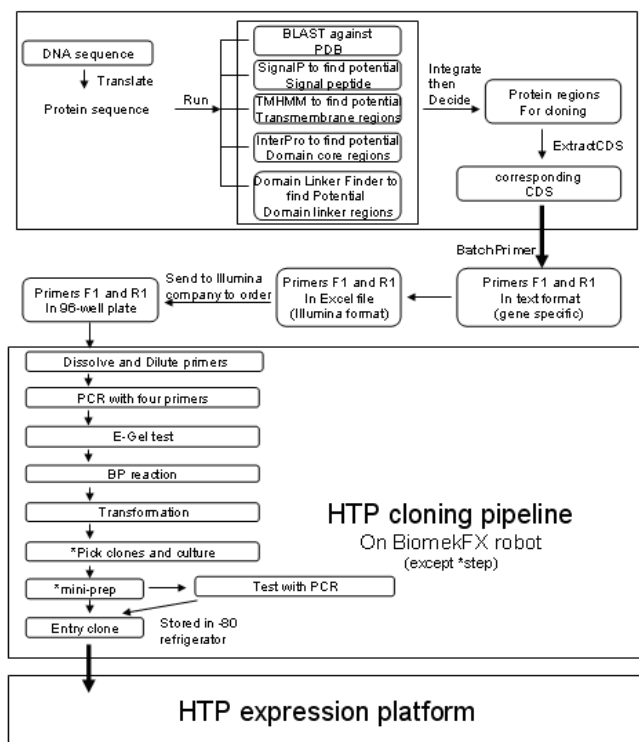 DNA sequence
Translate
Protein sequence
Run
BLAST against
PDB
SignalP to find potential
Signal peptide
TMHMM to find potential
Transmembrane regions
InterPro to find potential
Domain core regions
Domain Linker Finder to
find Potential
Domain linker regions
Integrate
then
Decide
Protein regions
For cloning
ExtractCDS
corresponding
CDS
BatchPrimer
Primers F1 and R1
In text format
(gene specific)
Primers F1 and R1
In Excel file
(Illumina format)
Send to Illumina
company to order
Primers F1 and R1
In 96-well plate
Dissolve and Dilute primers
PCR with four primers
E-Gel test
BP reaction
Transformation
*Pick clones and culture
*mini-prep
Test with PCR
Entry clone
Stored in -80
refrigerator
HTP cloning pipeline
On BiomekFX robot
(except *step)
HTP expression platform